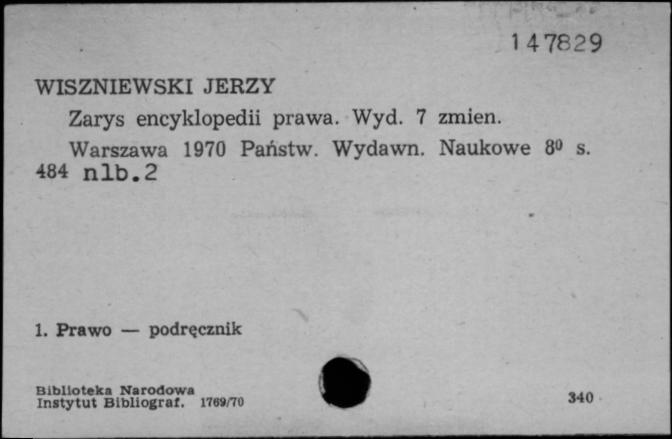 147829
WISZNIEWSKI JERZY
Zarys encyklopedii prawa. Wyd. 7 zmien.
Warszawa 1970 Państw. Wydawn. Naukowe 8⁰ s.
484 nlb.2
1. Prawo — podręcznik
Biblioteka Narodowa
Instytut Bibliograf. 1769/70
340